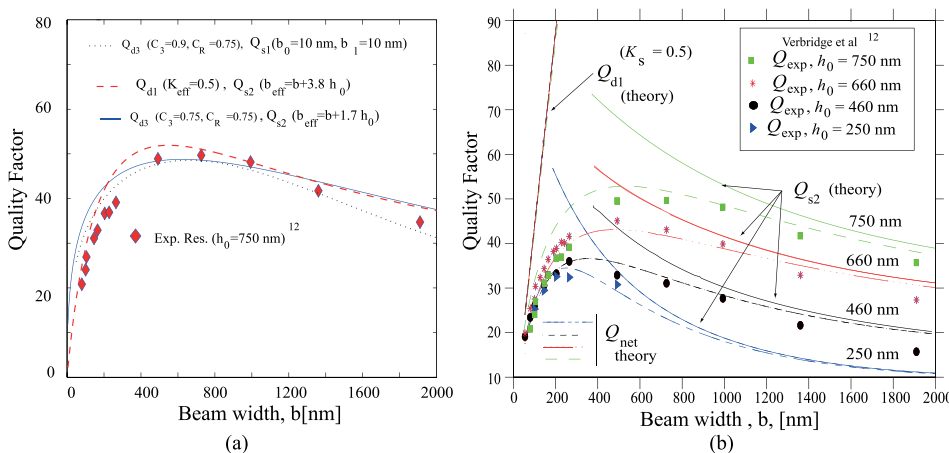 80
60
40
20
0
Quality Factor
Q_d3 (C_3=0.9, C_R = 0.75), Q_s1(b_0=10 nm, b_1=10 nm)
Q_d1 (K_eff=0.5) , Q_s2 (b_eff=b+3.8 h_0)
Q_d3 (C_3=0.75, C_R =0.75) , Q_s2 (b_eff=b+1.7 h_0)
Exp. Res. (h_0=750 nm) ^12
0 400 800 1200 1600 2000
Beam width, b[nm]
(a)
90
80
70
60
50
40
30
20
10
Quality Factor
(K_s = 0.5)
Q_d1
(theory)
Verbridge et al ^12
Q_exp , h_0 = 750 nm
Q_exp , h_0 = 660 nm
Q_exp , h_0 = 460 nm
Q_exp , h_0 = 250 nm
Q_s2 (theory)
750 nm
660 nm
460 nm
250 nm
Q_net
theory
0 200 400 600 800 1000 1200 1400 1600 1800 2000
Beam width , b, [nm]
(b)